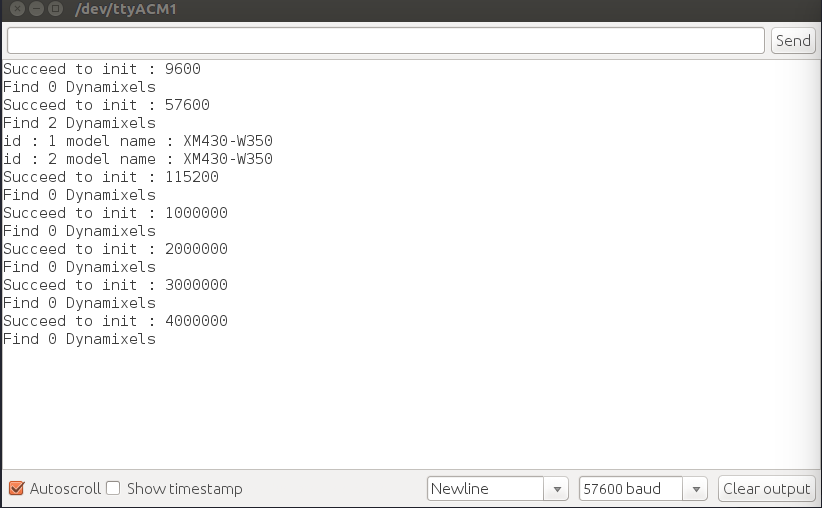 /dev/ttyACM1
Send
Succeed to init : 9600
Find 0 Dynamixels
Succeed to init : 57600
Find 2 Dynamixels
id : 1 model name : XM430-W350
id : 2 model name : XM430-W350
Succeed to init : 115200
Find 0 Dynamixels
Succeed to init : 1000000
Find 0 Dynamixels
Succeed to init : 2000000
Find 0 Dynamixels
Succeed to init : 3000000
Find 0 Dynamixels
Succeed to init : 4000000
Find 0 Dynamixels
Autoscroll Show timestamp Newline 57600 baud Clear output